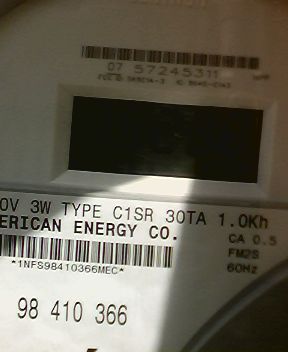 07 57245311
0V 3W TYPE C1SR 30TA 1.0Kh
ERICAN ENERGY CO.
CA 0.5
FM2S
*1NFS98410366MEC*
60Hz
98 410 366